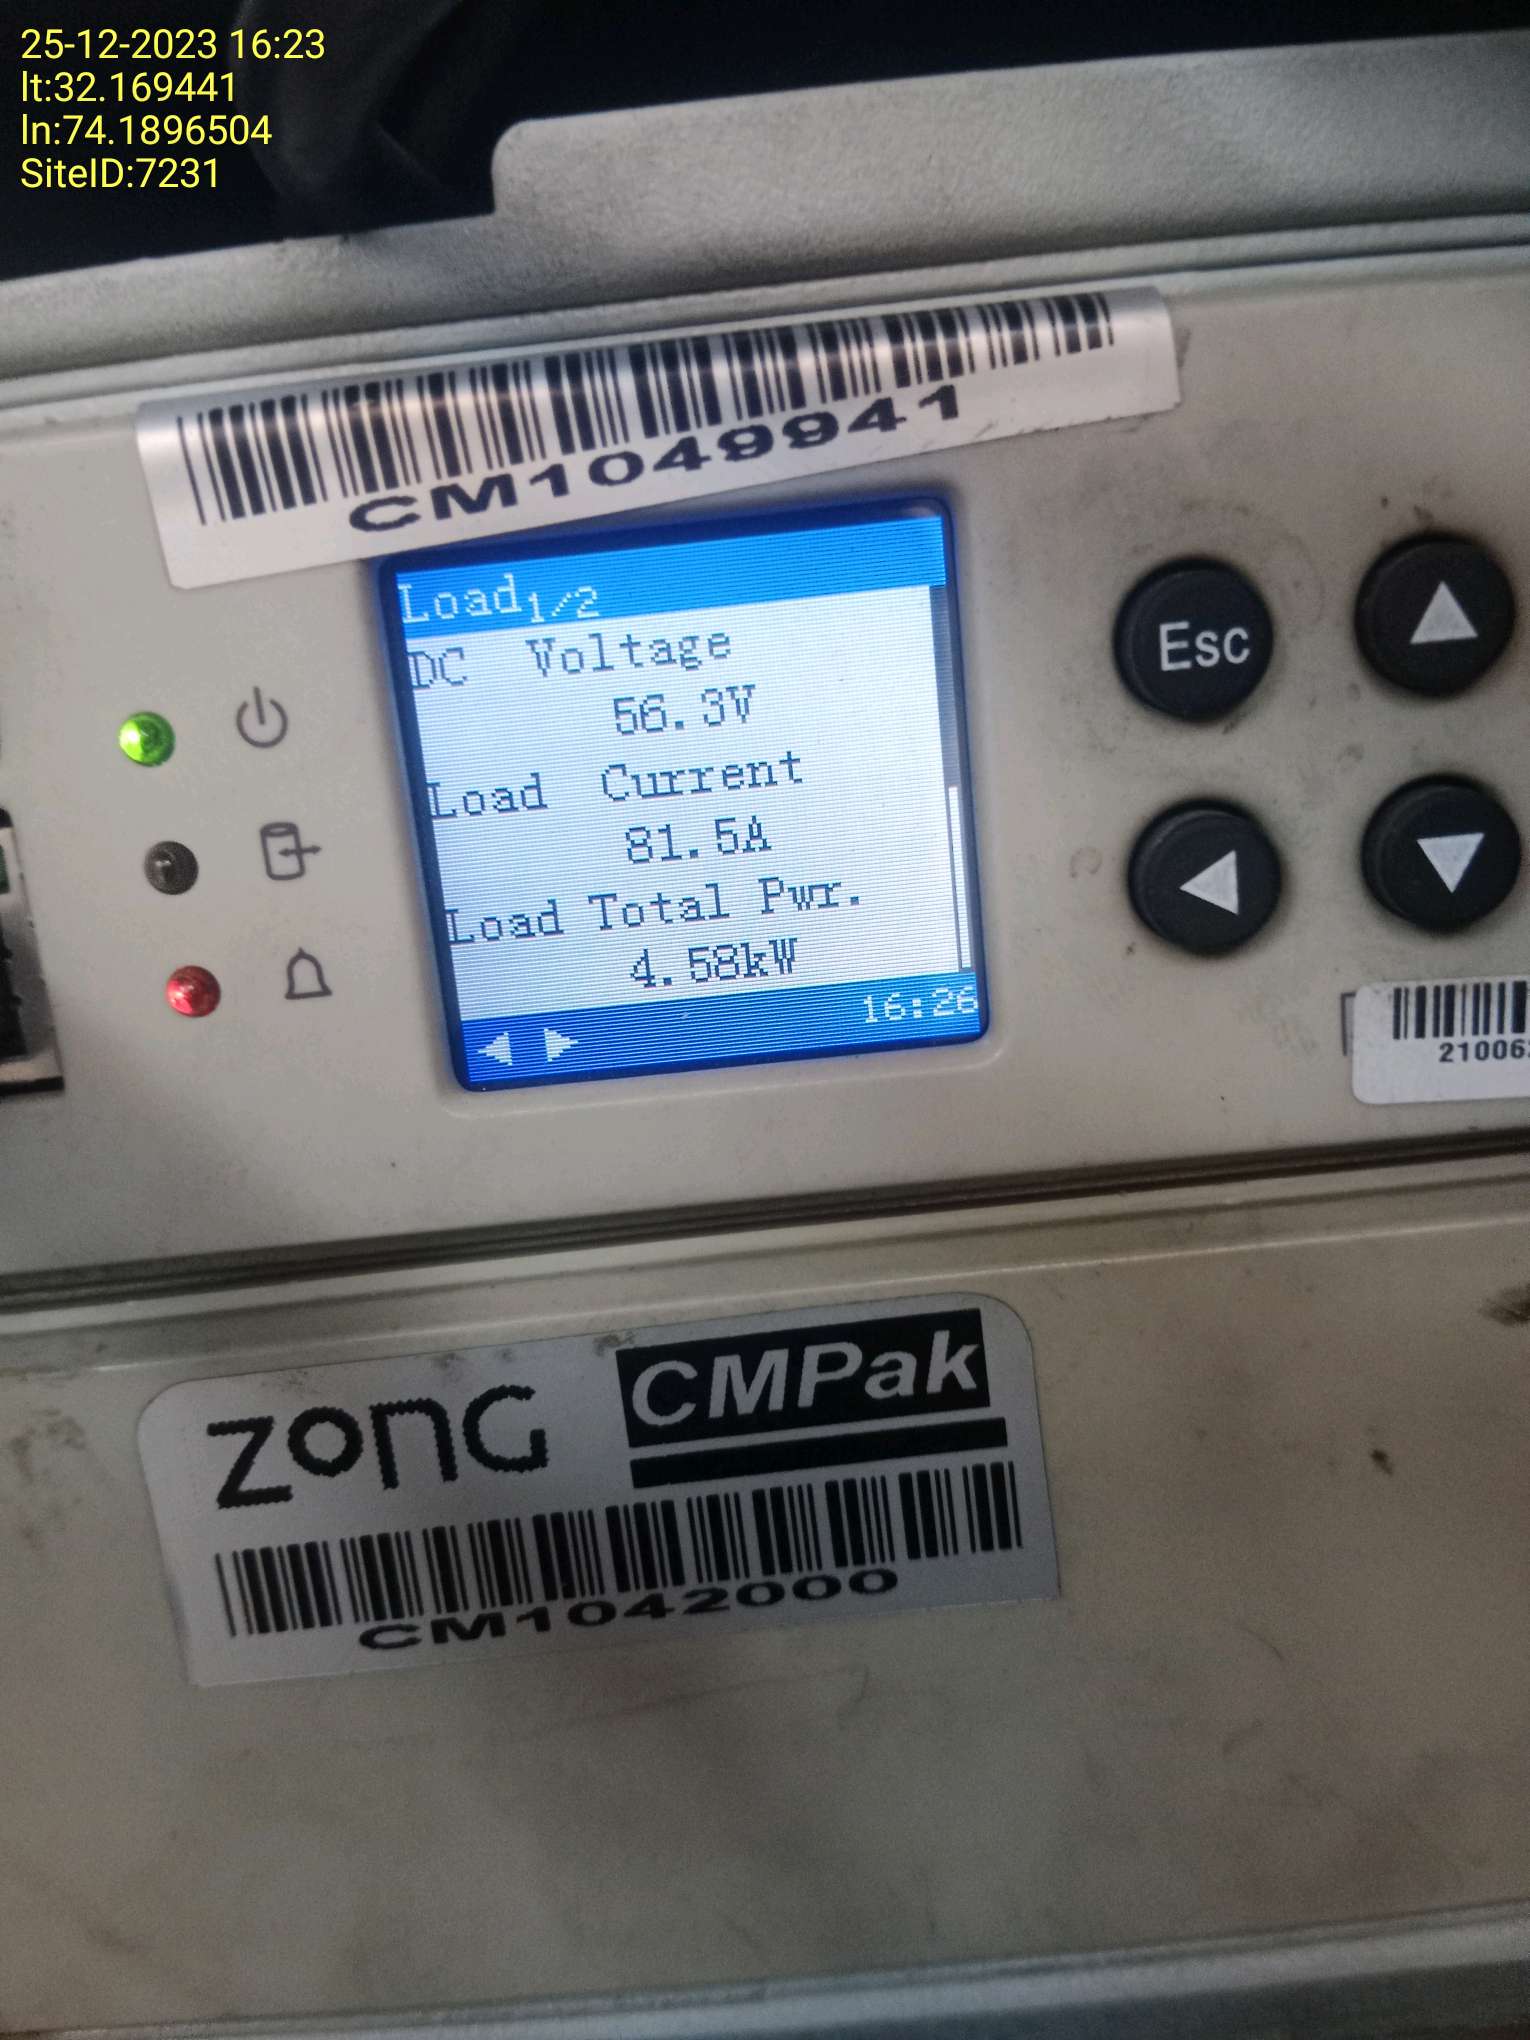 25-12-2023 16:23
lt:32.169441
ln:74.1896504
SiteID:7231
CM1049941
Load1/2
DC Voltage
56.3V
Load Current
81.5A
Load Total Pwr.
4.58kW
16:26
Esc
zong CMPak
CM1042000